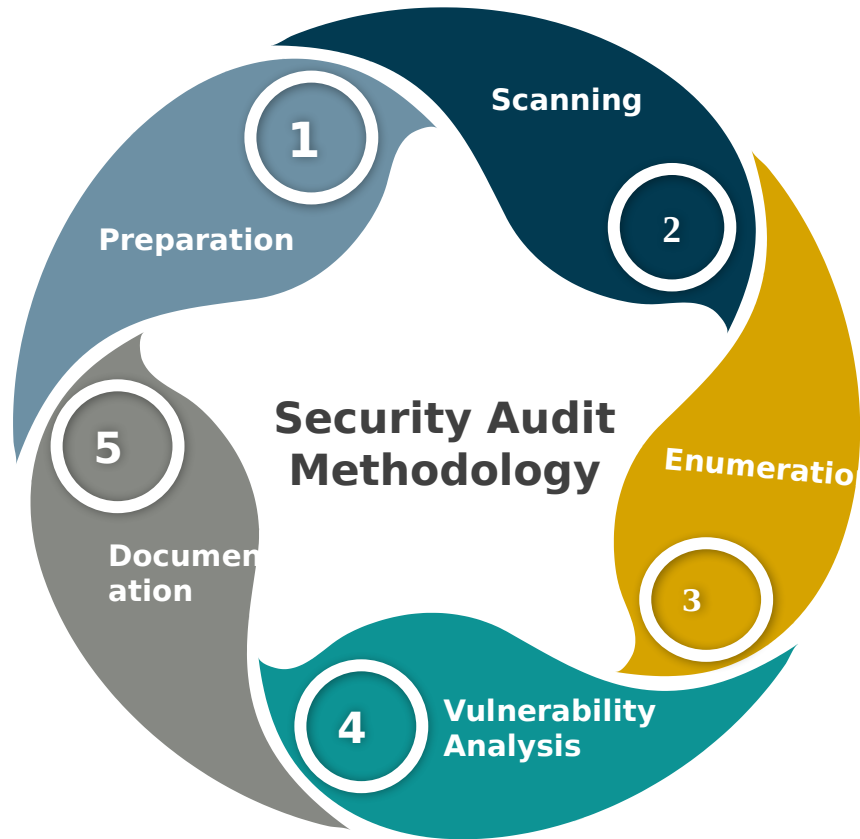 1
Preparation
Scanning
2
Enumeratio
3
4
Vulnerability
Analysis
5
Documen
ation
Security Audit
Methodology